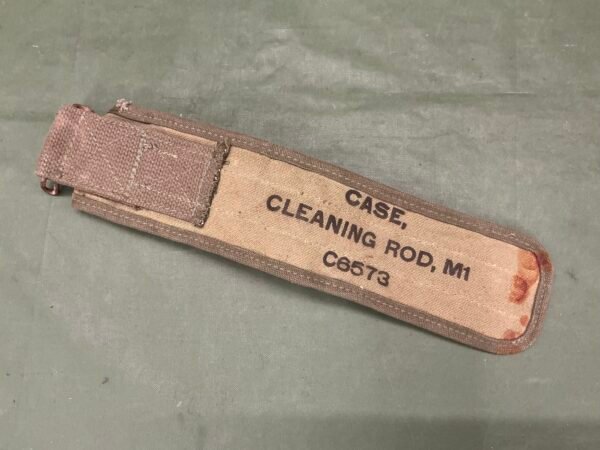 CASE,
CLEANING ROD, M1
C6573